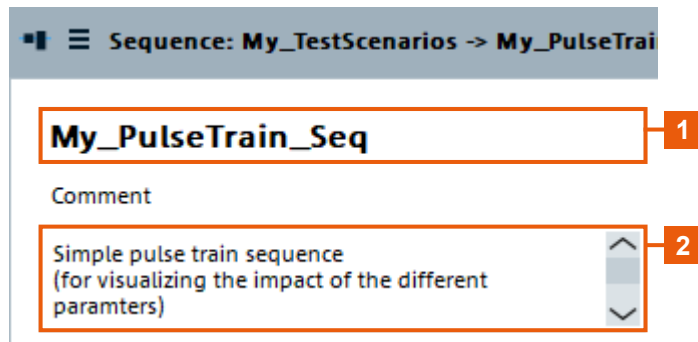 Sequence: My_TestScenarios -> My_PulseTrai
My_PulseTrain_Seq
1
Comment
Simple pulse train sequence
(for visualizing the impact of the different
paramters)
2